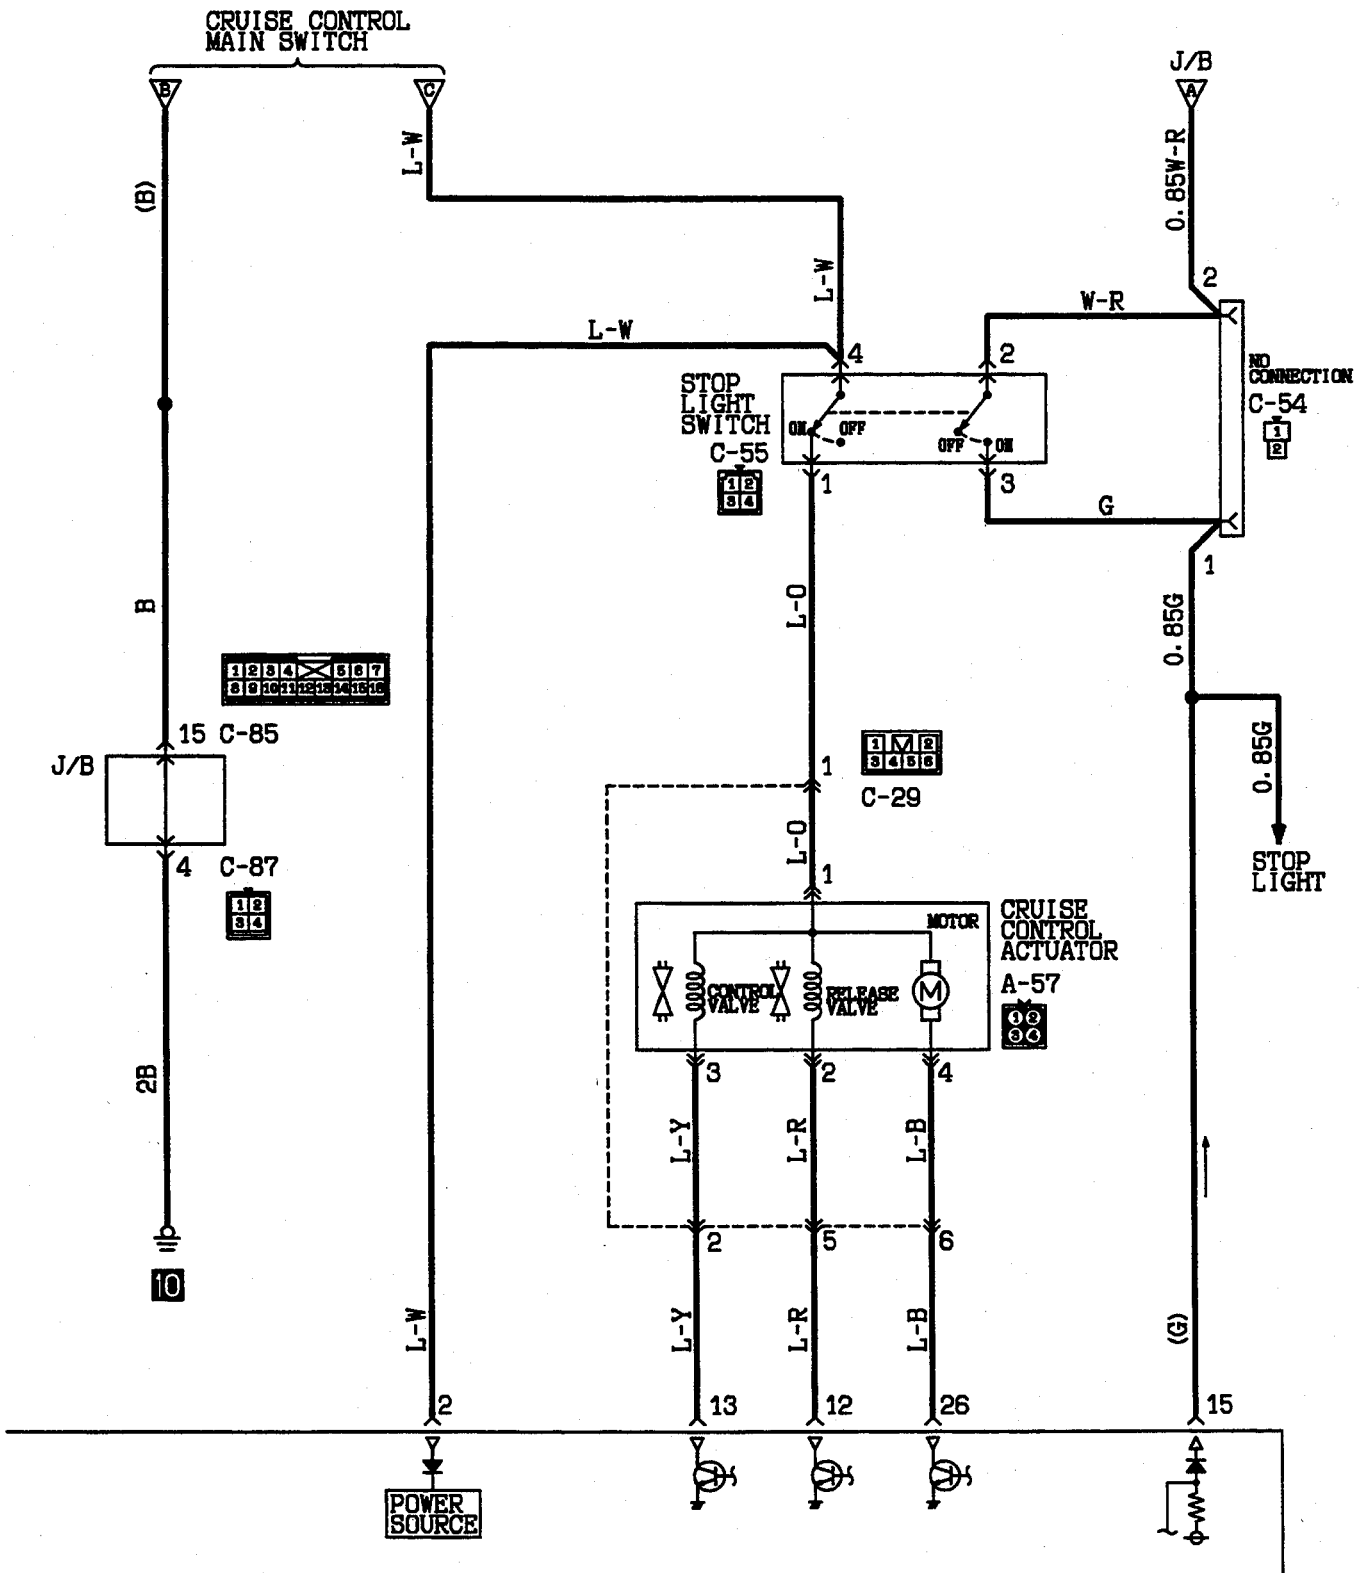 CRUISE CONTROL
MAIN SWITCH
B
C
J/B
A
L-W
(B)
0.85W-R
L-W
2
W-R
L-W
4
2
NO
CONNECTION
C-54
1
2
STOP
LIGHT
SWITCH
C-55
1 2
3 4
ON
OFF
OFF
ON
1
3
G
1
B
L-O
0.85G
1 2 3 4 5 6 7
8 9 10 11 12 13 14 15 16
15 C-85
J/B
1 2
3 4 5 6
1
C-29
0.85G
4 C-87
1 2
3 4
L-O
1
STOP
LIGHT
MOTOR
CRUISE
CONTROL
ACTUATOR
A-57
1 2
3 4
CONTROL
VALVE
RELEASE
VALVE
M
3
2
4
2B
L-Y
L-R
L-B
2
5
6
10
L-W
L-Y
L-R
L-B
(G)
2
13
12
26
15
POWER
SOURCE